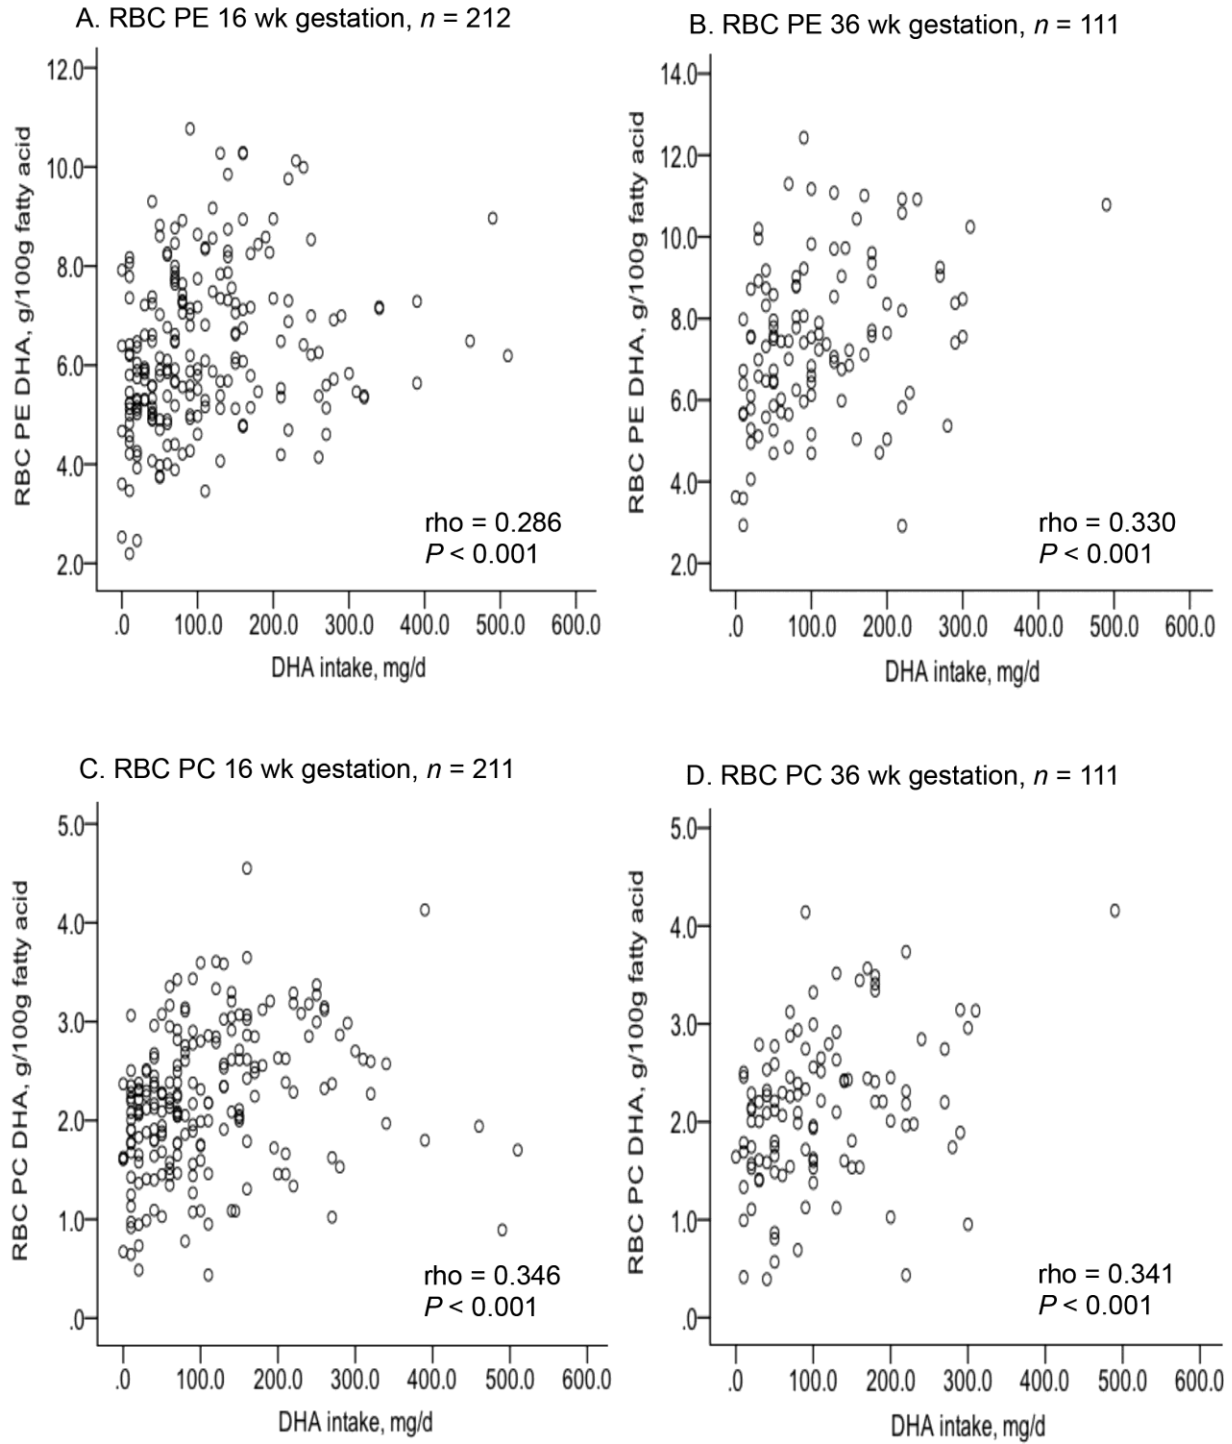 A. RBC PE 16 wk gestation, n = 212
RBC PE DHA, g/100g fatty acid
12.0
10.0
8.0
6.0
4.0
2.0
rho = 0.286
P < 0.001
.0 100.0 200.0 300.0 400.0 500.0 600.0
DHA intake, mg/d
B. RBC PE 36 wk gestation, n = 111
RBC PE DHA, g/100g fatty acid
14.0
12.0
10.0
8.0
6.0
4.0
2.0
rho = 0.330
P < 0.001
.0 100.0 200.0 300.0 400.0 500.0 600.0
DHA intake, mg/d
C. RBC PC 16 wk gestation, n = 211
RBC PC DHA, g/100g fatty acid
5.0
4.0
3.0
2.0
1.0
.0
rho = 0.346
P < 0.001
.0 100.0 200.0 300.0 400.0 500.0 600.0
DHA intake, mg/d
D. RBC PC 36 wk gestation, n = 111
RBC PC DHA, g/100g fatty acid
5.0
4.0
3.0
2.0
1.0
.0
rho = 0.341
P < 0.001
.0 100.0 200.0 300.0 400.0 500.0 600.0
DHA intake, mg/d